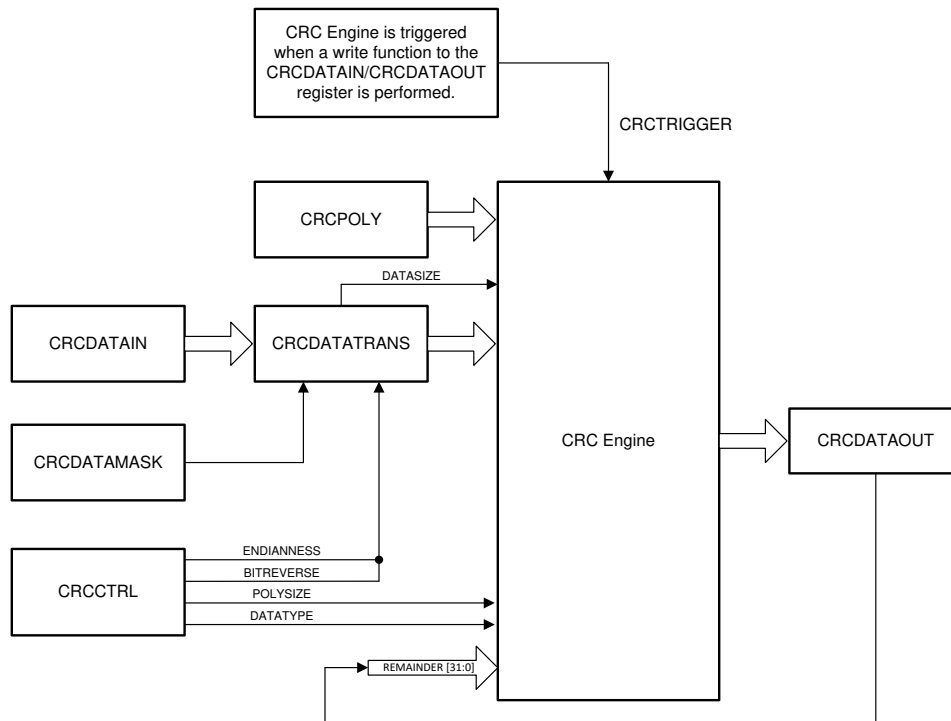 CRC Engine is triggered
when a write function to the
CRCDATAIN/CRCDATAOUT
register is performed.
CRCTRIGGER
CRCPOLY
DATASIZE
CRCDATAIN
CRCDATATRANS
CRC Engine
CRCDATAOUT
CRCDATAMASK
ENDIANNESS
BITREVERSE
CRCCTRL
POLYSIZE
DATATYPE
REMAINDER [31:0]